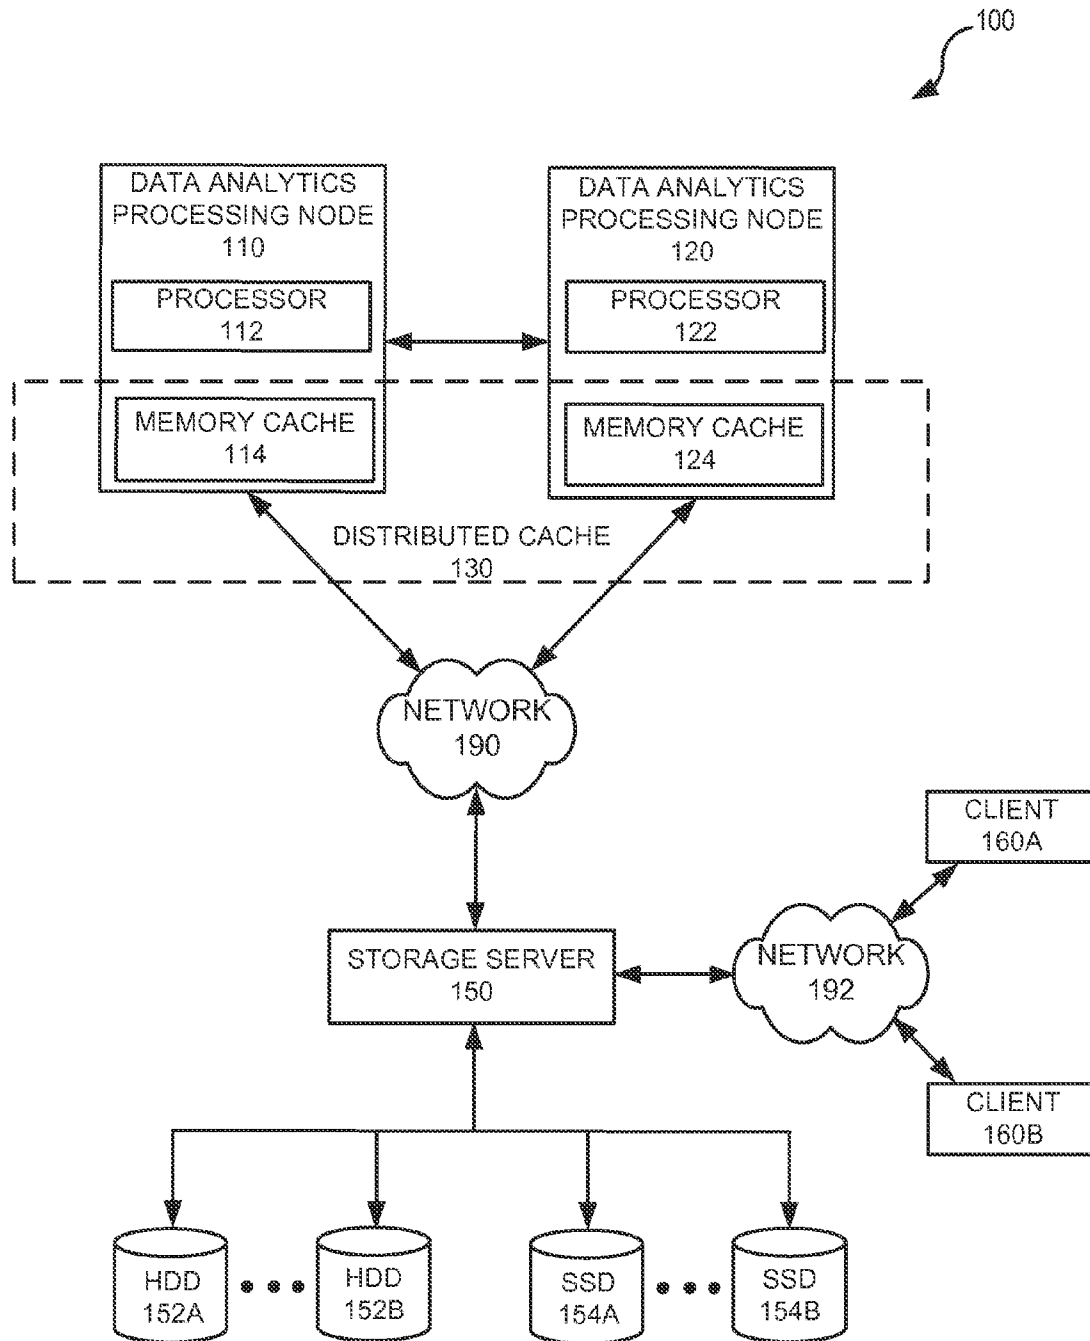 100
DATA ANALYTICS
PROCESSING NODE
110
PROCESSOR
112
MEMORY CACHE
114
DATA ANALYTICS
PROCESSING NODE
120
PROCESSOR
122
MEMORY CACHE
124
DISTRIBUTED CACHE
130
NETWORK
190
STORAGE SERVER
150
NETWORK
192
CLIENT
160A
CLIENT
160B
HDD
152A
HDD
152B
SSD
154A
SSD
154B